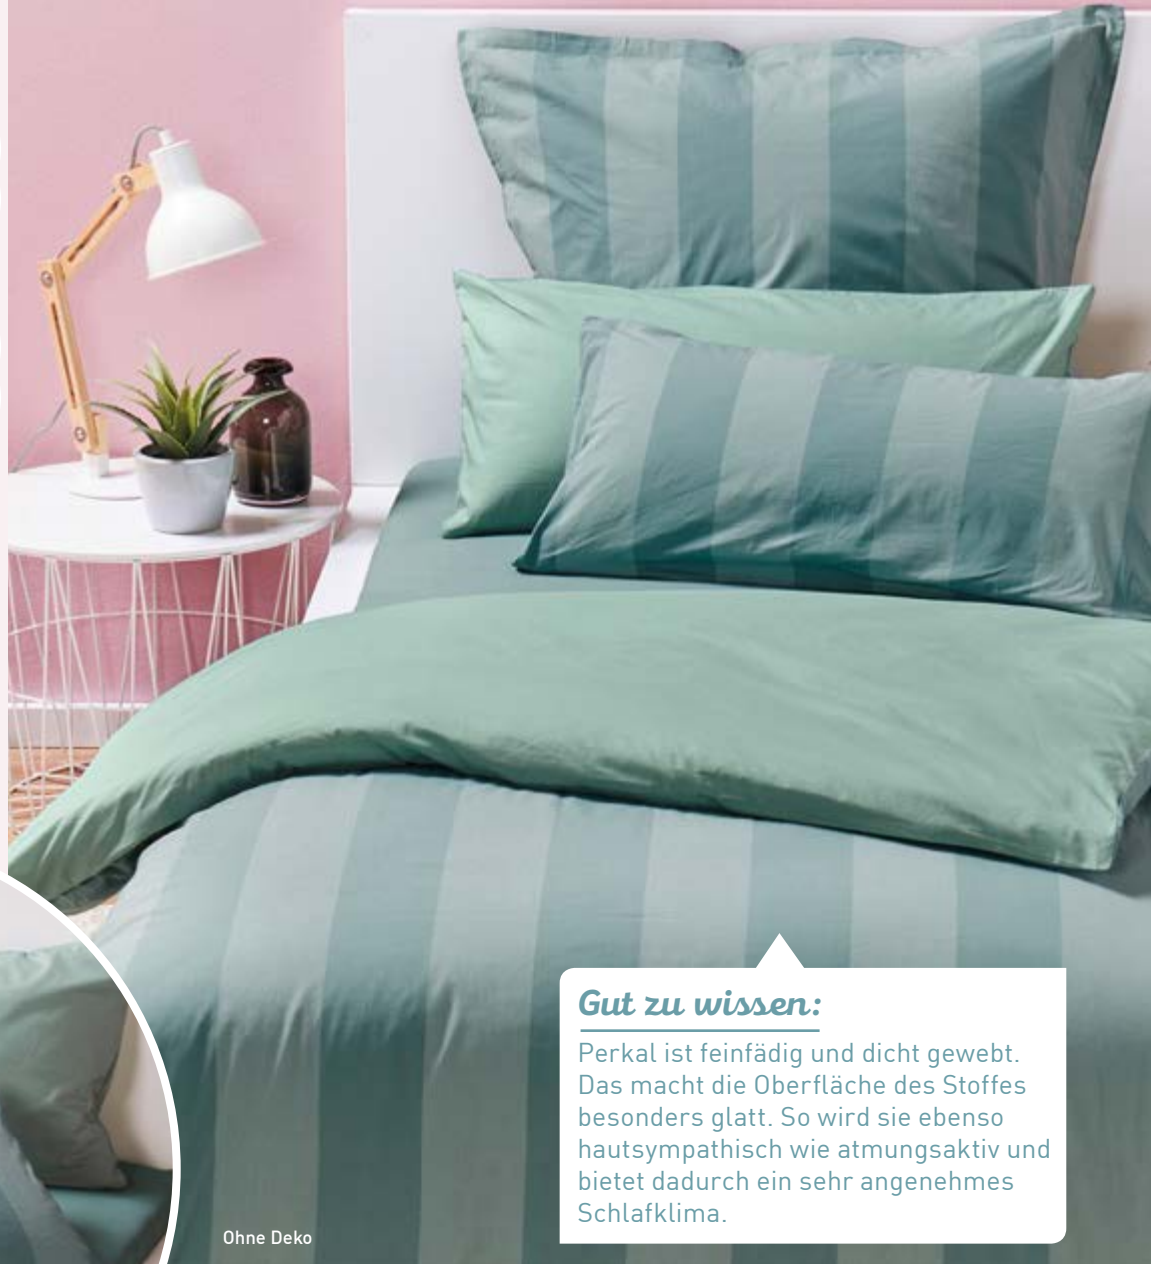 Gut zu wissen:
Perkal ist feinfädig und dicht gewebt.
Das macht die Oberfläche des Stoffes
besonders glatt. So wird sie ebenso
hautsympathisch wie atmungsaktiv und
bietet dadurch ein sehr angenehmes
Schlafklima.
Ohne Deko